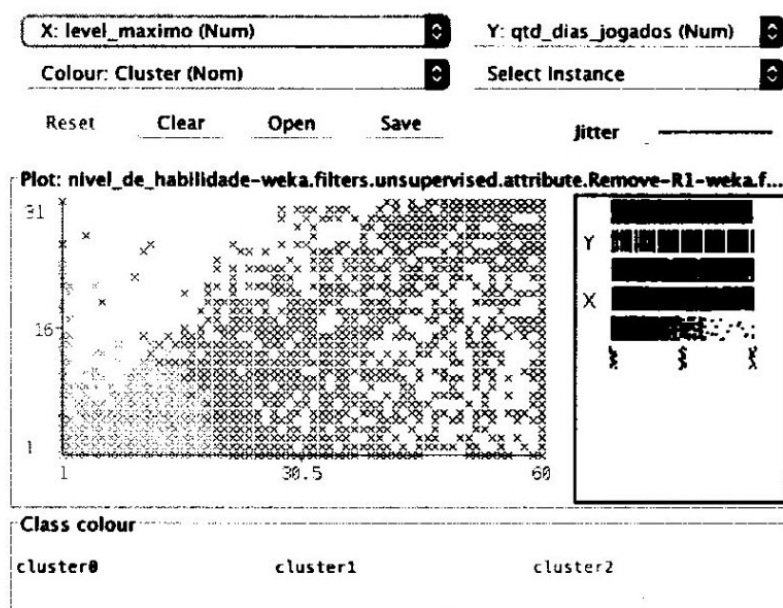 X: level_maximo (Num) Y: qtd_dias_jogados (Num)
Colour: Cluster (Nom) Select Instance
Reset Clear Open Save Jitter
Plot: nivel_de_habilidade-weka.filters.unsupervised.attribute.Remove-R1-weka.f...
31
16
1
1 30.5 60
Y
X
Class colour
cluster0 cluster1 cluster2